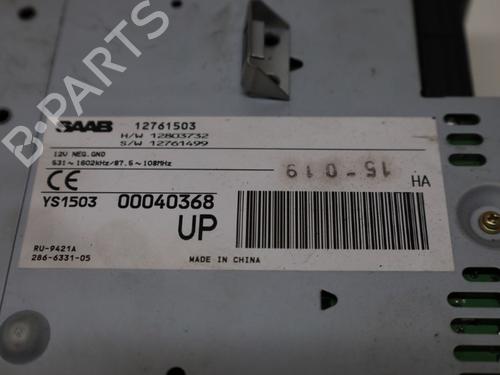 B-PARTS
SAAB 12761503
H/W 12803732
S/W 12761499
12V NEG.GND
531~1602kHz/87.5~108MHz
CE
15-019
HA
YS1503 00040368
UP
RU-9421A
286-6331-05
MADE IN CHINA